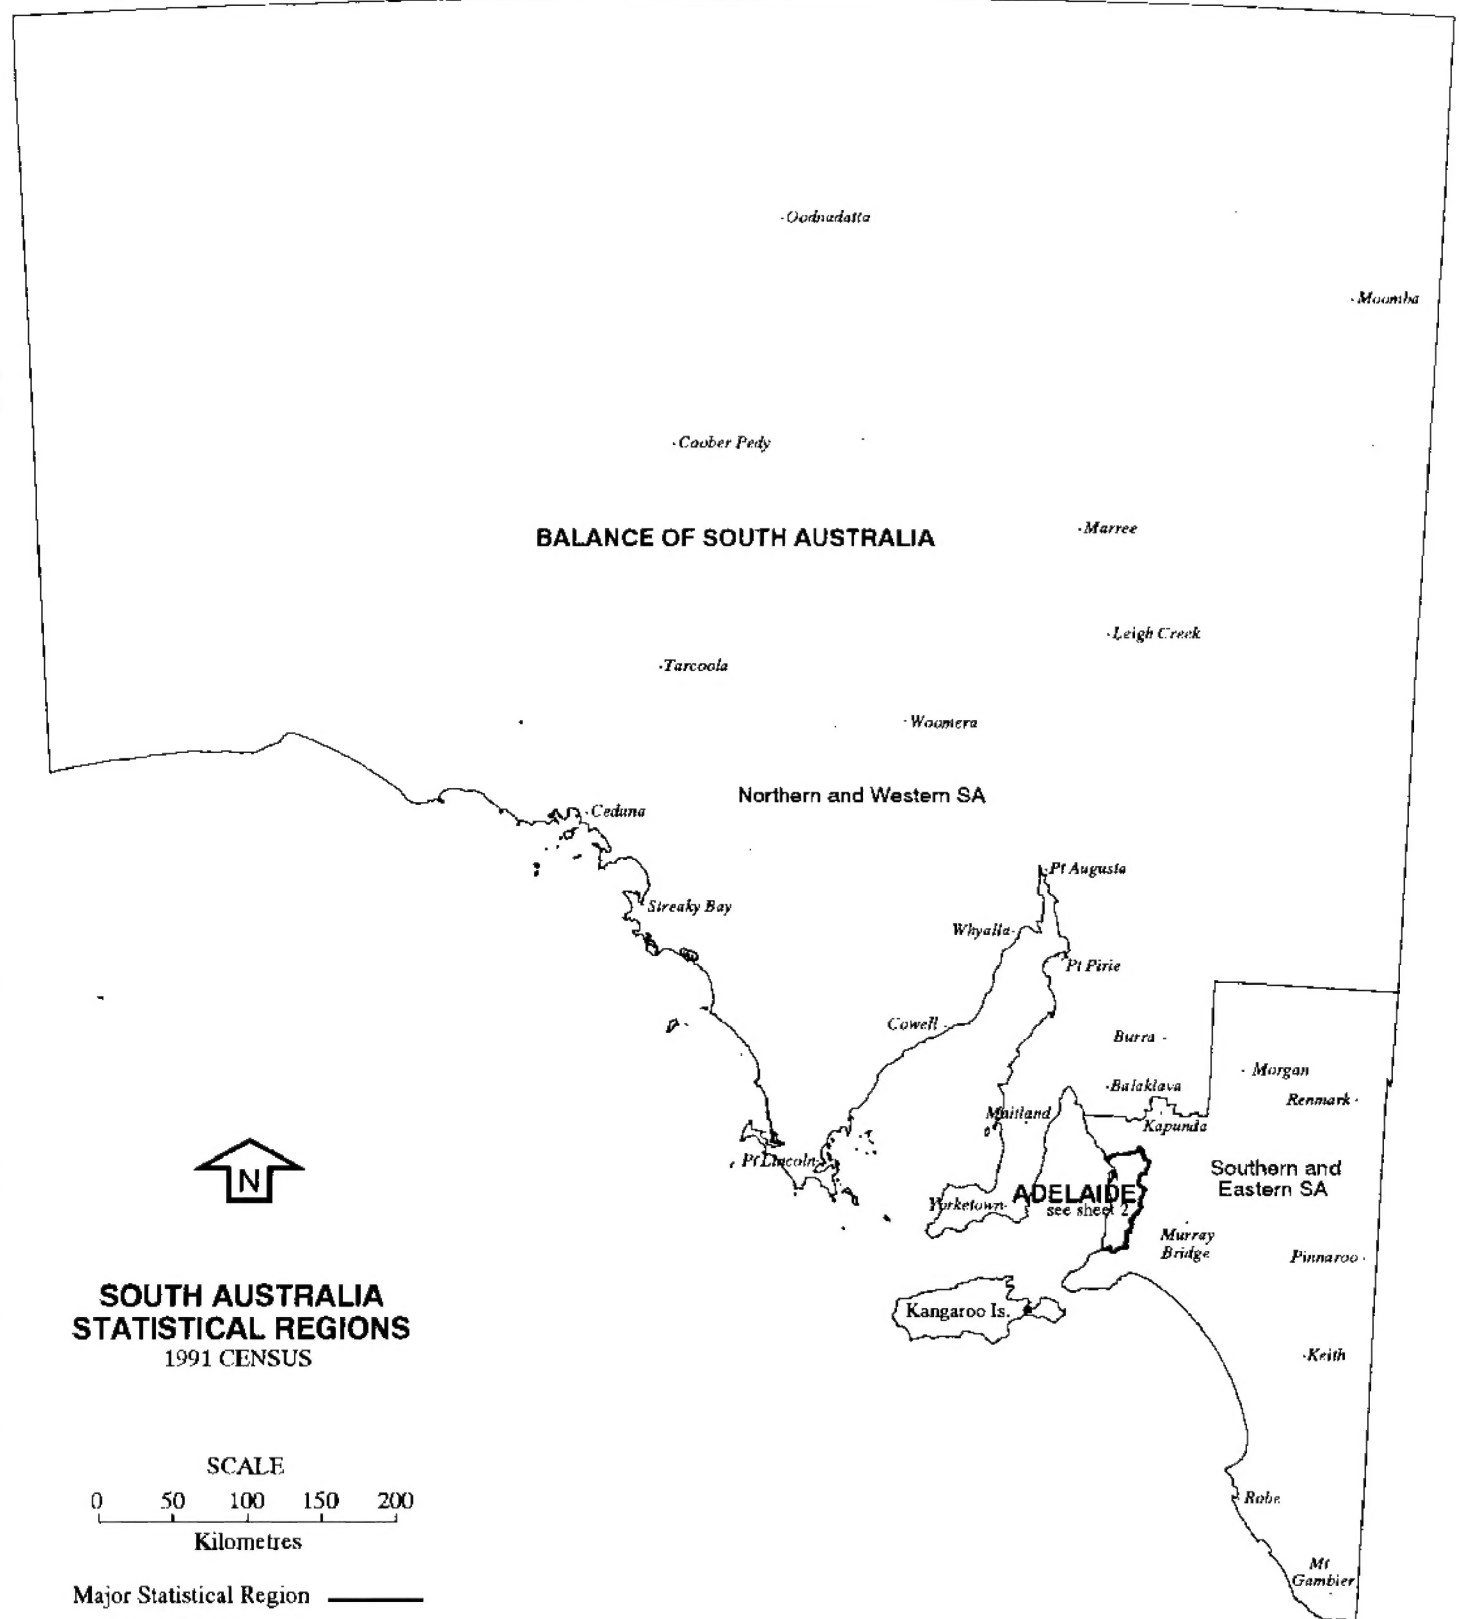 Oodnadatta
Moomba
Coober Pedy
BALANCE OF SOUTH AUSTRALIA
Marree
Leigh Creek
Tarcoola
Woomera
Northern and Western SA
Ceduna
Pt Augusta
Streaky Bay
Whyalla
Pt Pirie
Cowell
Burra
Morgan
Balaklava
Renmark
Maitland
Kapunda
Pt Lincoln
Southern and
Eastern SA
N
ADELAIDE
Yorketown
see sheet 2
Murray
Bridge
Pinnaroo
SOUTH AUSTRALIA
STATISTICAL REGIONS
1991 CENSUS
Kangaroo Is.
Keith
SCALE
0 50 100 150 200
Kilometres
Robe
Mt
Gambier
Major Statistical Region